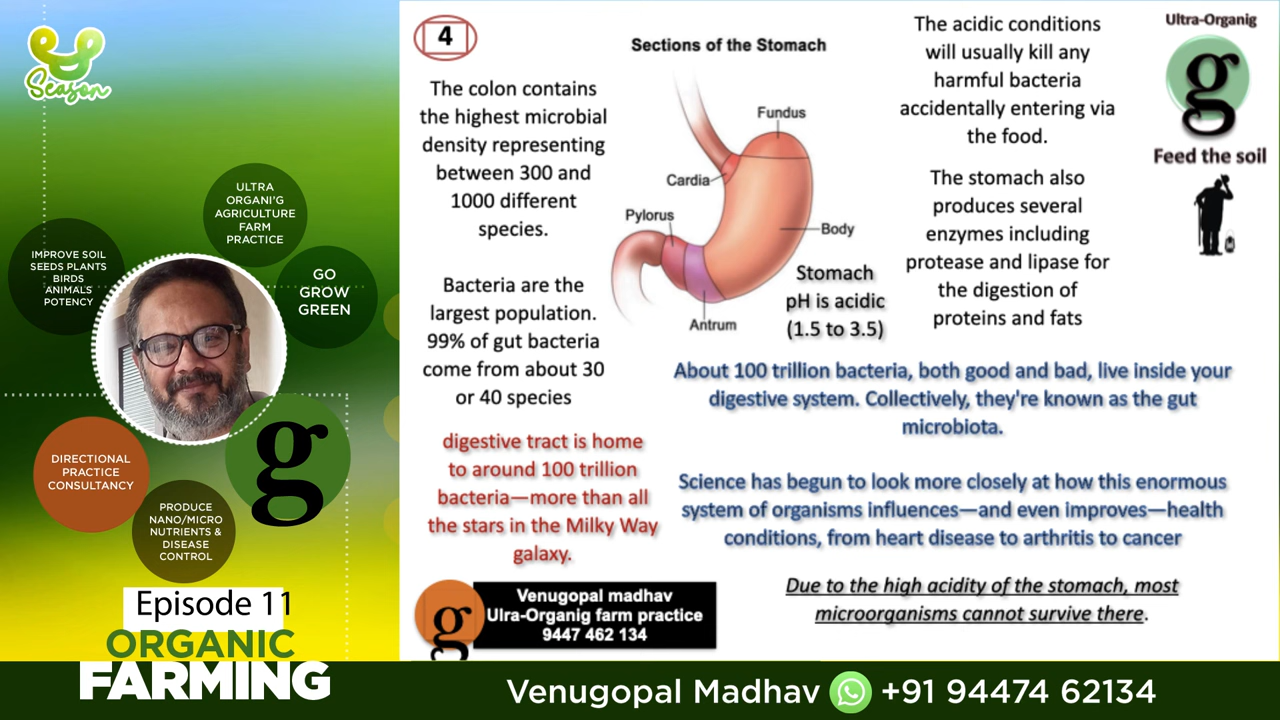 Season
ULTRA
ORGANI'G
AGRICULTURE
FARM
PRACTICE
IMPROVE SOIL
SEEDS PLANTS
BIRDS
ANIMALS
POTENCY
GO
GROW
GREEN
DIRECTIONAL
PRACTICE
CONSULTANCY
g
PRODUCE
NANO/MICRO
NUTRIENTS &
DISEASE
CONTROL
Episode 11
ORGANIC
FARMING
4
Sections of the Stomach
The colon contains
the highest microbial
density representing
between 300 and
1000 different
species.
Bacteria are the
largest population.
99% of gut bacteria
come from about 30
or 40 species
digestive tract is home
to around 100 trillion
bacteria—more than all
the stars in the Milky Way
galaxy.
Fundus
Cardia
Pylorus
Body
Antrum
Stomach
pH is acidic
(1.5 to 3.5)
The acidic conditions
will usually kill any
harmful bacteria
accidentally entering via
the food.
The stomach also
produces several
enzymes including
protease and lipase for
the digestion of
proteins and fats
Ultra-Organig
g
Feed the soil
About 100 trillion bacteria, both good and bad, live inside your
digestive system. Collectively, they're known as the gut
microbiota.
Science has begun to look more closely at how this enormous
system of organisms influences—and even improves—health
conditions, from heart disease to arthritis to cancer
Due to the high acidity of the stomach, most
microorganisms cannot survive there.
g
Venugopal madhav
Ulra-Organig farm practice
9447 462 134
Venugopal Madhav +91 94474 62134